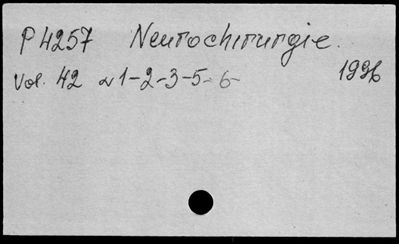 P4257 Neurochirurgie.
Vol. 42 n 1-2-3-5-6- 1996